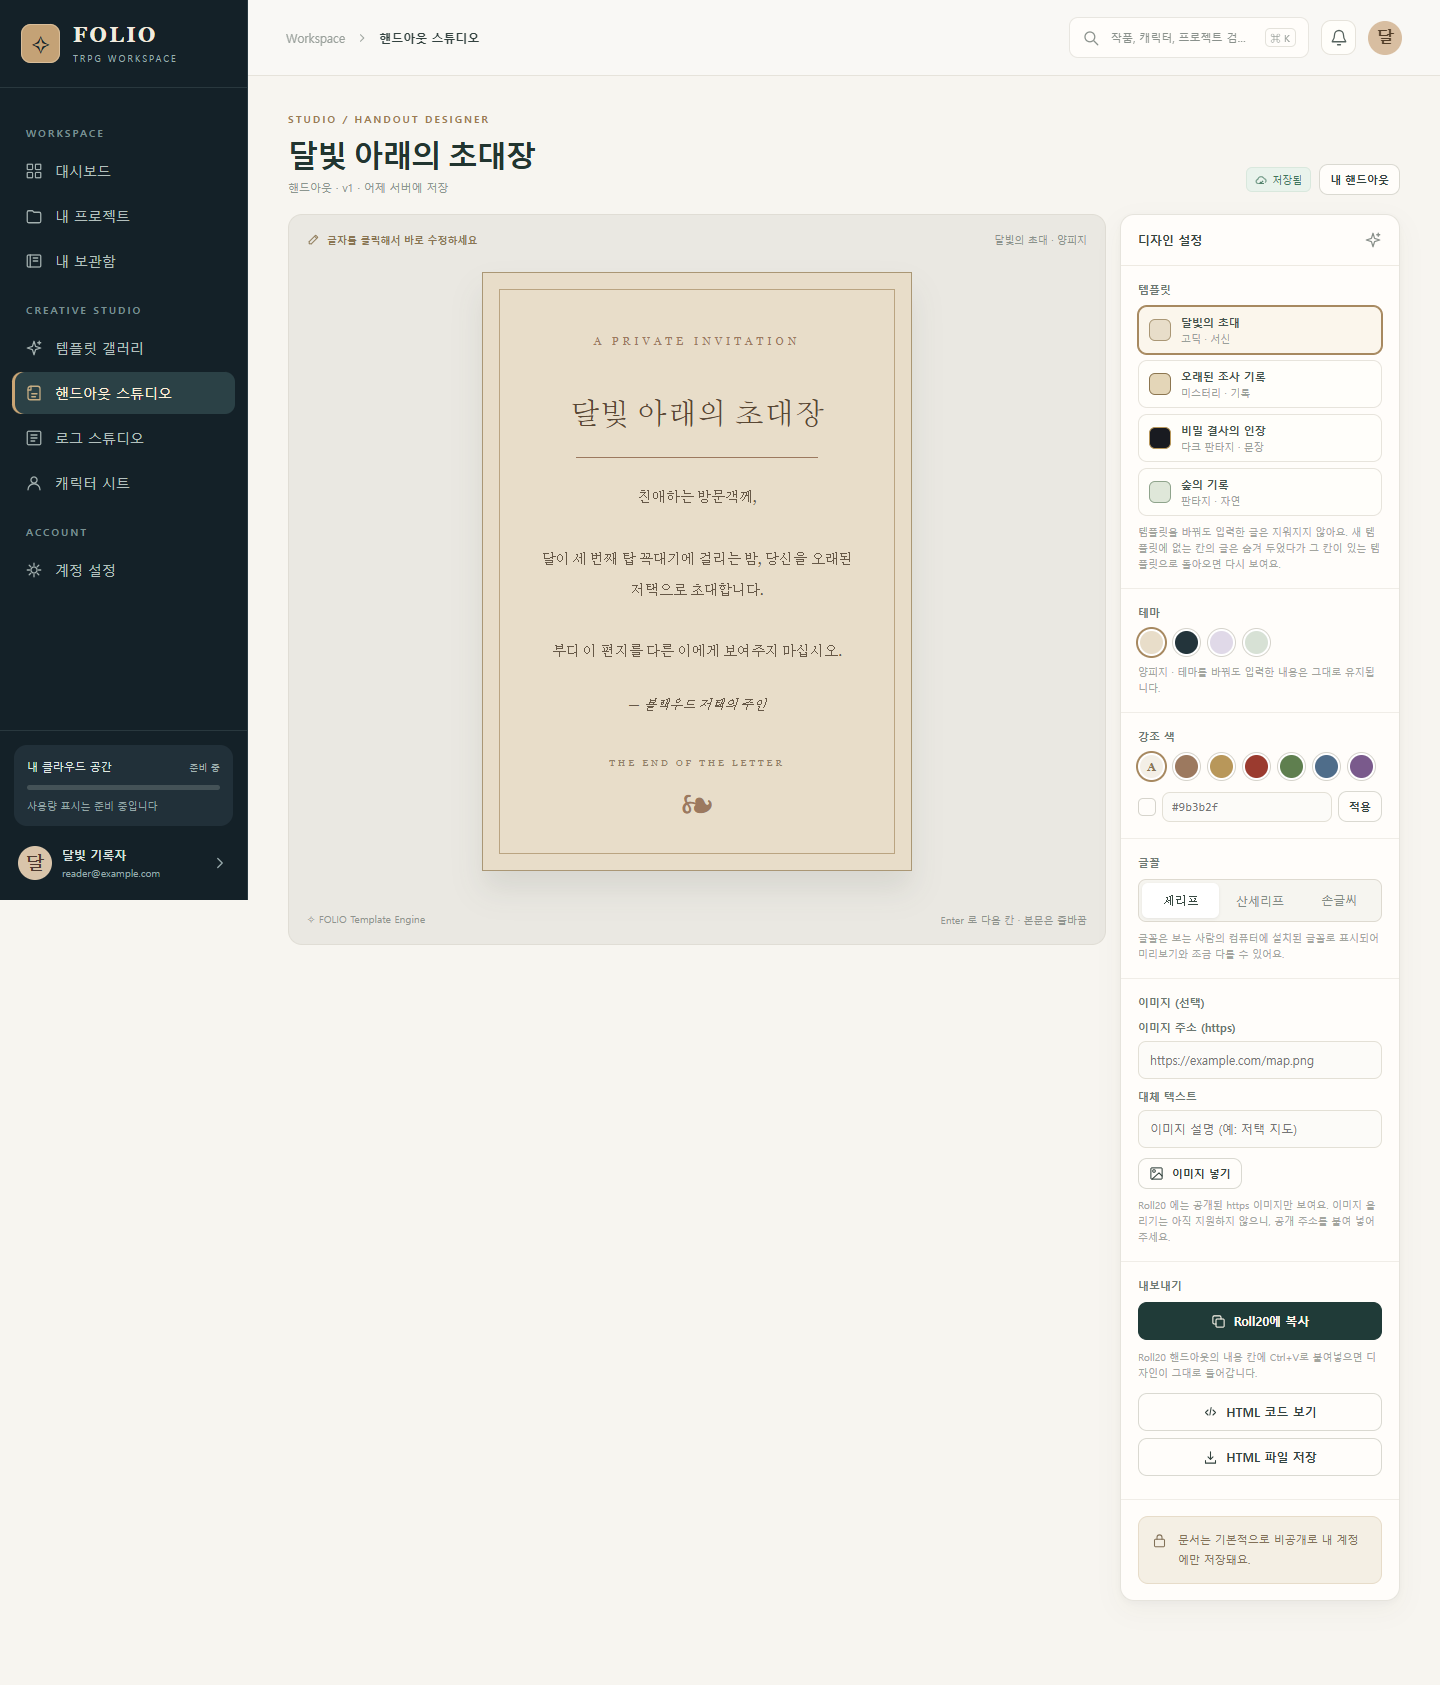 FOLIO
TRPG WORKSPACE
WORKSPACE
대시보드
내 프로젝트
내 보관함
CREATIVE STUDIO
템플릿 갤러리
핸드아웃 스튜디오
로그 스튜디오
캐릭터 시트
ACCOUNT
계정 설정
내 클라우드 공간
준비 중
사용량 표시는 준비 중입니다
달
달빛 기록자
reader@example.com
Workspace
핸드아웃 스튜디오
작품, 캐릭터, 프로젝트 검...
⌘ K
달
STUDIO / HANDOUT DESIGNER
달빛 아래의 초대장
핸드아웃 · v1 · 어제 서버에 저장
저장됨
내 핸드아웃
글자를 클릭해서 바로 수정하세요
달빛의 초대 · 양피지
A PRIVATE INVITATION
달빛 아래의 초대장
친애하는 방문객께,
달이 세 번째 탑 꼭대기에 걸리는 밤, 당신을 오래된
저택으로 초대합니다.
부디 이 편지를 다른 이에게 보여주지 마십시오.
— 블랙우드 저택의 주인
THE END OF THE LETTER
✧ FOLIO Template Engine
Enter 로 다음 칸 · 본문은 줄바꿈
디자인 설정
템플릿
달빛의 초대
고딕 · 서신
오래된 조사 기록
미스터리 · 기록
비밀 결사의 인장
다크 판타지 · 문장
숲의 기록
판타지 · 자연
템플릿을 바꿔도 입력한 글은 지워지지 않아요. 새 템
플릿에 없는 칸의 글은 숨겨 두었다가 그 칸이 있는 템
플릿으로 돌아오면 다시 보여요.
테마
양피지 · 테마를 바꿔도 입력한 내용은 그대로 유지됩
니다.
강조 색
A
#9b3b2f
적용
글꼴
세리프
산세리프
손글씨
글꼴은 보는 사람의 컴퓨터에 설치된 글꼴로 표시되어
미리보기와 조금 다를 수 있어요.
이미지 (선택)
이미지 주소 (https)
https://example.com/map.png
대체 텍스트
이미지 설명 (예: 저택 지도)
이미지 넣기
Roll20 에는 공개된 https 이미지만 보여요. 이미지 올
리기는 아직 지원하지 않으니, 공개 주소를 붙여 넣어
주세요.
내보내기
Roll20에 복사
Roll20 핸드아웃의 내용 칸에 Ctrl+V로 붙여넣으면 디
자인이 그대로 들어갑니다.
HTML 코드 보기
HTML 파일 저장
문서는 기본적으로 비공개로 내 계정
에만 저장돼요.